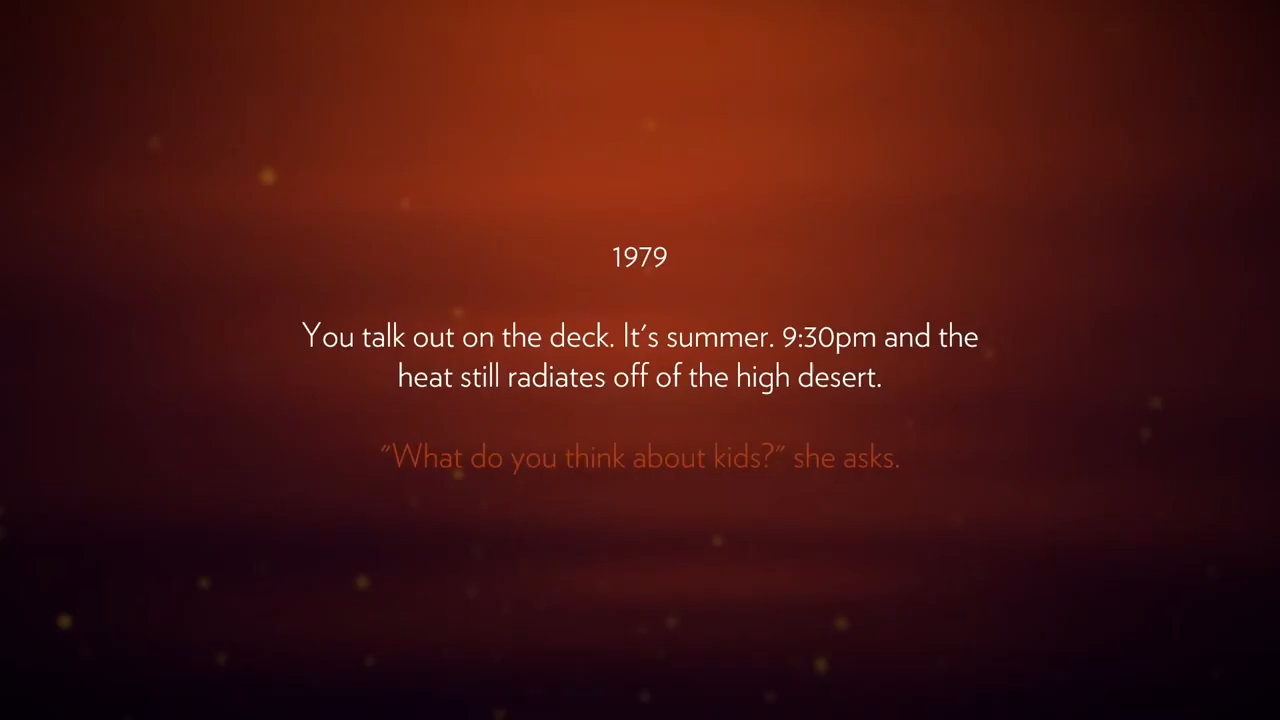 1979
You talk out on the deck. It's summer. 9:30pm and the
heat still radiates off of the high desert.
"What do you think about kids?" she asks.